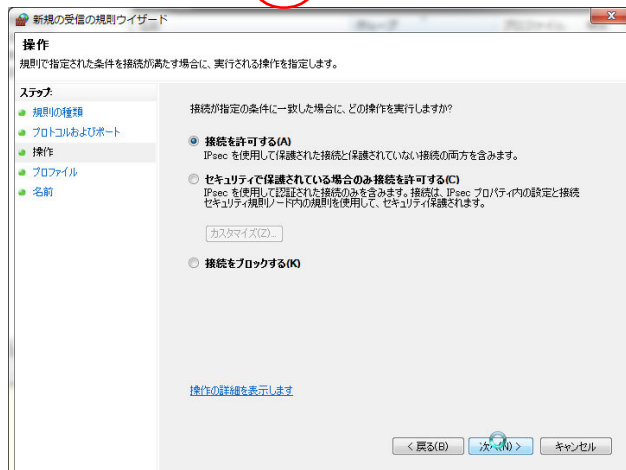 新規の受信の規則ウィザード
操作
規則で指定された条件を接続が満たす場合に、実行される操作を指定します。
ステップ:
規則の種類
プロトコルおよびポート
操作
プロファイル
名前
接続が指定の条件に一致した場合に、どの操作を実行しますか?
接続を許可する(A)
IPsec を使用して保護された接続と保護されていない接続の両方を含みます。
セキュリティで保護されている場合のみ接続を許可する(C)
IPsec を使用して認証された接続のみを含みます。接続は、IPsec プロパティ内の設定と接続
セキュリティ規則ノード内の規則を使用して、セキュリティ保護されます。
カスタマイズ(Z)...
接続をブロックする(K)
操作の詳細を表示します
< 戻る(B)
次へ(N) >
キャンセル